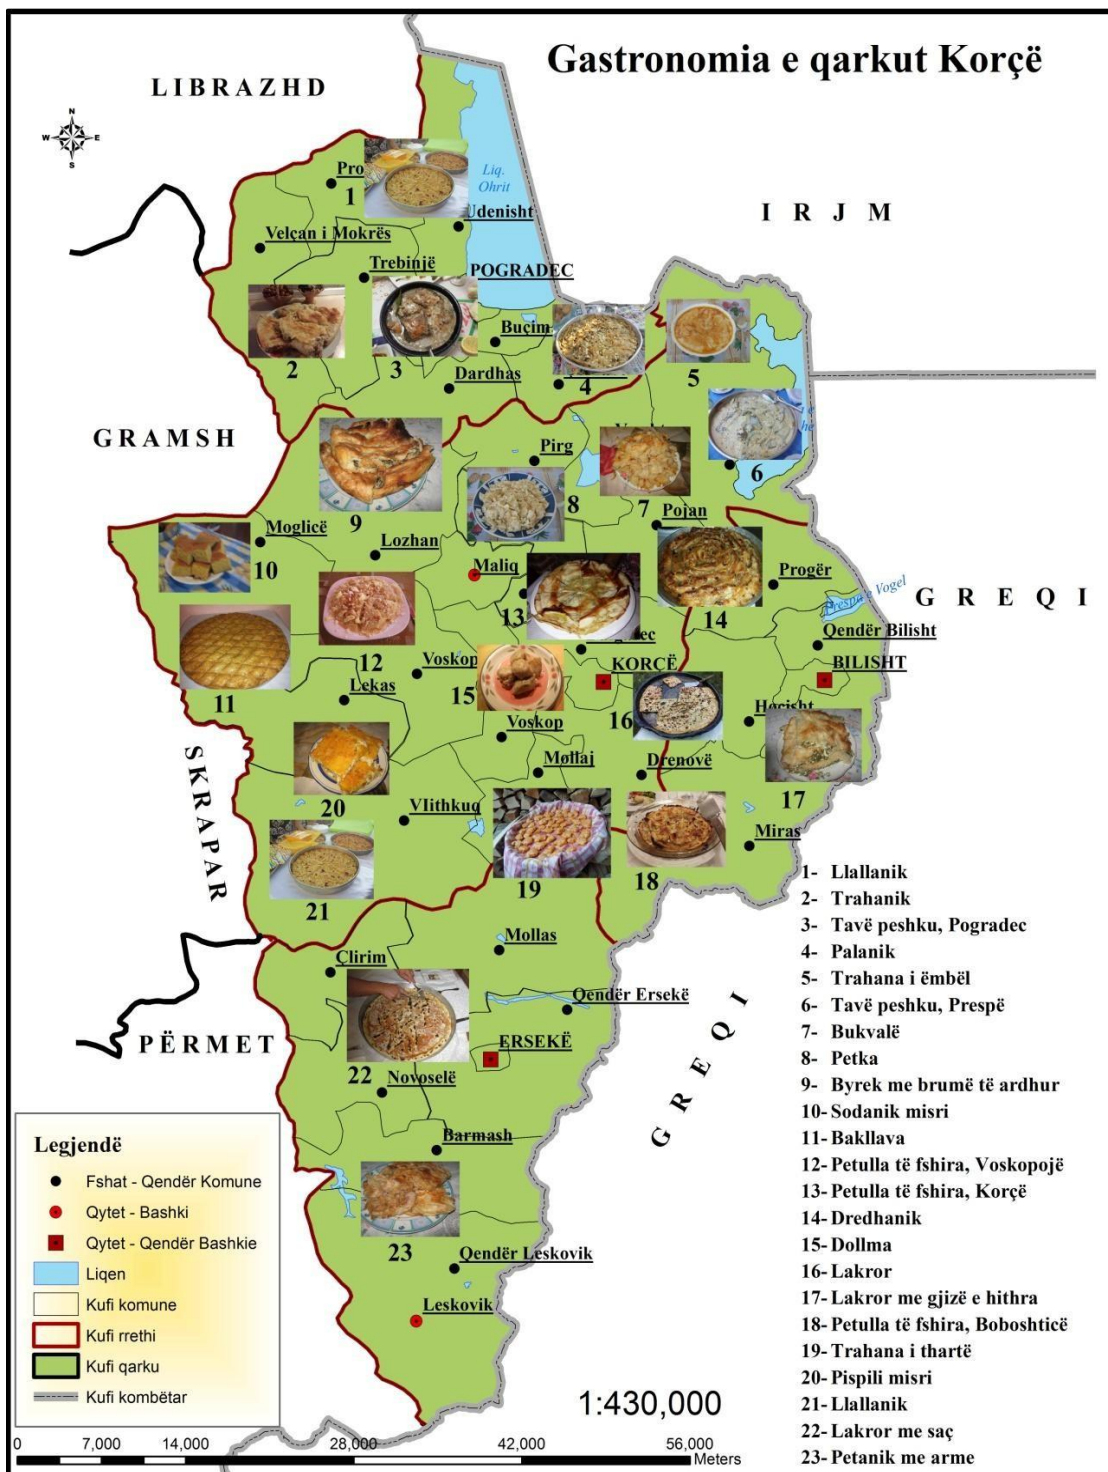 Gastronomia e qarkut Korçë
LIBRAZHD
N
W E
S
Liq.
Ohrit
I R J M
1
Udenisht
Velçan i Mokrës
Trebinjë
POGRADEC
Buçim
2
3
Dardhas
4
5
GRAMSH
Pirg
6
9
8
7
Pojan
Moglicë
Lozhan
10
Maliq
Progër
13
14
Prespa e Vogel
G R E Q I
Qendër Bilisht
12
Voskop
15
KORÇË
BILISHT
11
Lekas
16
Hoçisht
Voskop
Mollaj
Drenovë
17
SKRAPAR
20
Vlithkuq
Miras
21
19
18
1- Llallanik
2- Trahanik
3- Tavë peshku, Pogradec
4- Palanik
5- Trahana i ëmbël
6- Tavë peshku, Prespë
7- Bukvalë
8- Petka
9- Byrek me brumë të ardhur
10- Sodanik misri
11- Bakllava
12- Petulla të fshira, Voskopojë
13- Petulla të fshira, Korçë
14- Dredhanik
15- Dollma
16- Lakror
17- Lakror me gjizë e hithra
18- Petulla të fshira, Boboshticë
19- Trahana i thartë
20- Pispili misri
21- Llallanik
22- Lakror me saç
23- Petanik me arme
Mollas
Çlirim
Qendër Ersekë
G R E Q I
PËRMET
ERSEKË
22
Novoselë
Barmash
23
Qendër Leskovik
Leskovik
Legjendë
Fshat - Qendër Komune
Qytet - Bashki
Qytet - Qendër Bashkie
Liqen
Kufi komune
Kufi rrethi
Kufi qarku
Kufi kombëtar
1:430,000
0 7,000 14,000 28,000 42,000 56,000
Meters